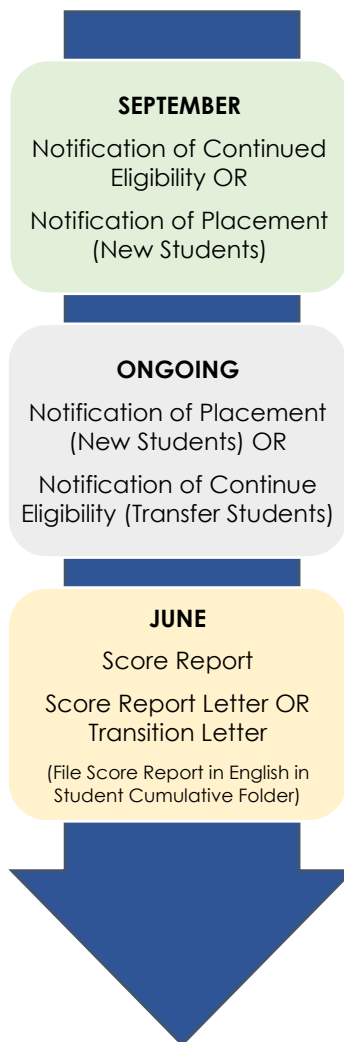 SEPTEMBER
Notification of Continued
Eligibility OR
Notification of Placement
(New Students)
ONGOING
Notification of Placement
(New Students) OR
Notification of Continue
Eligibility (Transfer Students)
JUNE
Score Report
Score Report Letter OR
Transition Letter
(File Score Report in English in
Student Cumulative Folder)